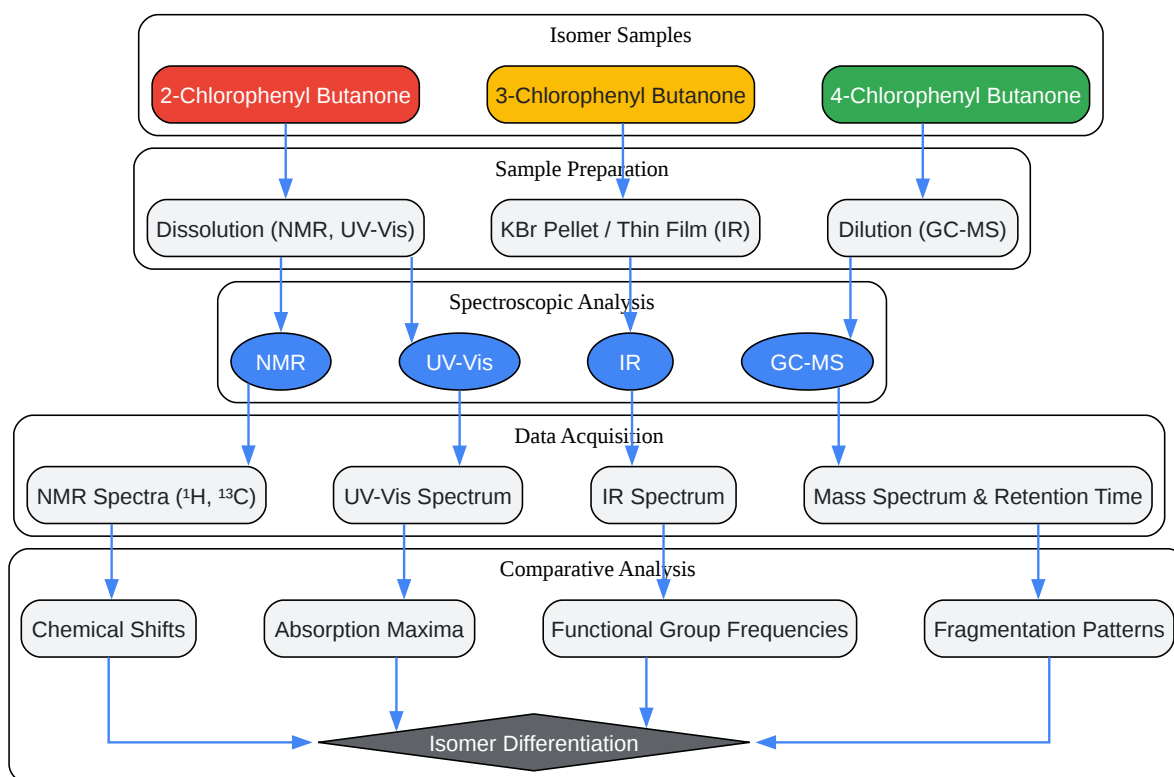 Isomer Samples
2-Chlorophenyl Butanone
3-Chlorophenyl Butanone
4-Chlorophenyl Butanone
Sample Preparation
Dissolution (NMR, UV-Vis)
KBr Pellet / Thin Film (IR)
Dilution (GC-MS)
Spectroscopic Analysis
NMR
UV-Vis
IR
GC-MS
Data Acquisition
NMR Spectra (¹H, ¹³C)
UV-Vis Spectrum
IR Spectrum
Mass Spectrum & Retention Time
Comparative Analysis
Chemical Shifts
Absorption Maxima
Functional Group Frequencies
Fragmentation Patterns
Isomer Differentiation